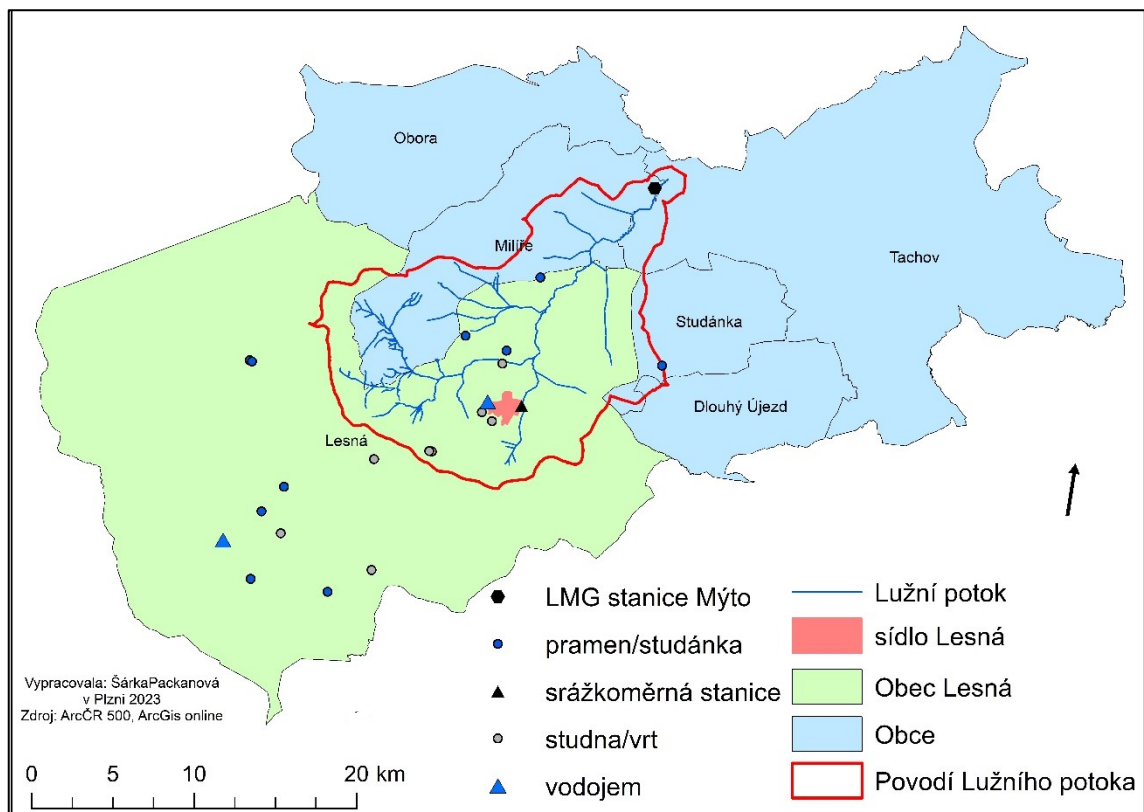 Obora
Milíře
Tachov
Studánka
Dlouhý Újezd
Lesná
LMG stanice Mýto
pramen/studánka
srážkoměrná stanice
studna/vrt
vodojem
Lužní potok
sídlo Lesná
Obec Lesná
Obce
Povodí Lužního potoka
Vypracovala: ŠárkaPackanová
v Plzni 2023
Zdroj: ArcČR 500, ArcGis online
0 5 10 20 km